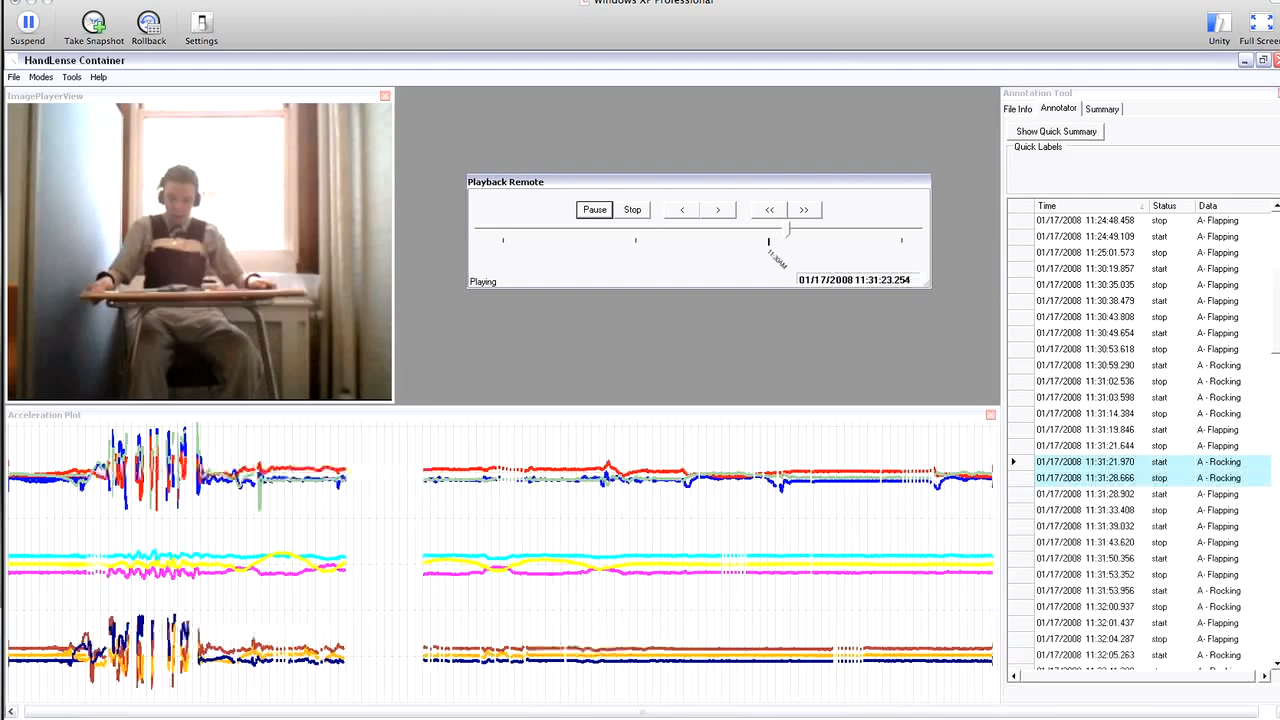 Windows XP Professional
Suspend Take Snapshot Rollback Settings Unity Full Screen
HandLense Container
File Modes Tools Help
ImagePlayerView
Playback Remote
Pause Stop < > << >>
11:30AM
Playing 01/17/2008 11:31:23.254
Acceleration Plot
Annotation Tool
File Info Annotator Summary
Show Quick Summary
Quick Labels
Time Status Data
01/17/2008 11:24:48.458 stop A- Flapping
01/17/2008 11:24:49.109 start A- Flapping
01/17/2008 11:25:01.573 stop A- Flapping
01/17/2008 11:30:19.857 start A- Flapping
01/17/2008 11:30:35.035 stop A- Flapping
01/17/2008 11:30:38.479 start A- Flapping
01/17/2008 11:30:43.808 stop A- Flapping
01/17/2008 11:30:49.654 start A- Flapping
01/17/2008 11:30:53.618 stop A- Flapping
01/17/2008 11:30:59.290 start A - Rocking
01/17/2008 11:31:02.536 stop A - Rocking
01/17/2008 11:31:03.598 start A - Rocking
01/17/2008 11:31:14.384 stop A - Rocking
01/17/2008 11:31:19.846 start A- Flapping
01/17/2008 11:31:21.644 stop A- Flapping
01/17/2008 11:31:21.970 start A - Rocking
01/17/2008 11:31:28.666 stop A - Rocking
01/17/2008 11:31:28.902 start A- Flapping
01/17/2008 11:31:33.408 stop A- Flapping
01/17/2008 11:31:39.032 start A- Flapping
01/17/2008 11:31:43.620 stop A- Flapping
01/17/2008 11:31:50.356 start A- Flapping
01/17/2008 11:31:53.352 stop A- Flapping
01/17/2008 11:31:53.956 start A - Rocking
01/17/2008 11:32:00.937 stop A - Rocking
01/17/2008 11:32:01.437 start A- Flapping
01/17/2008 11:32:04.287 stop A- Flapping
01/17/2008 11:32:05.263 start A - Rocking